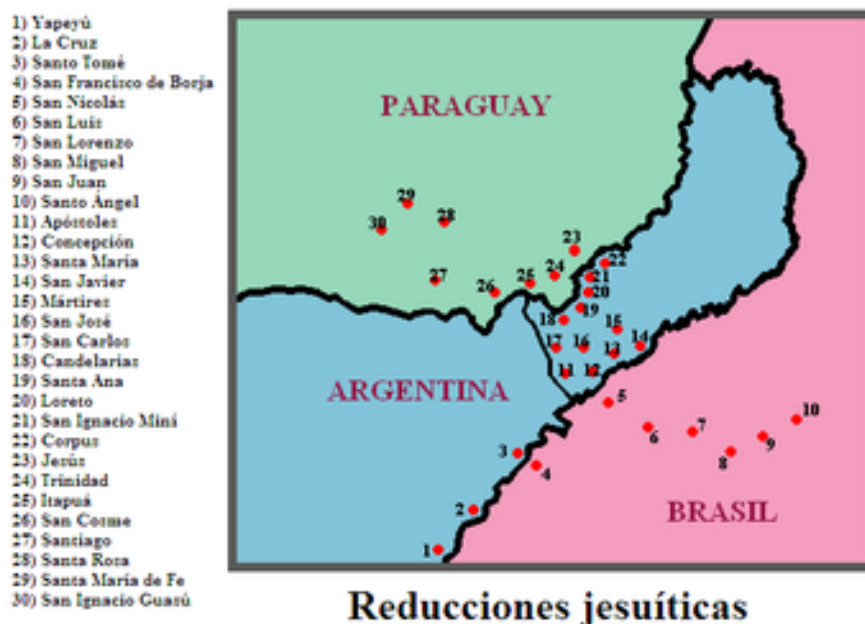 1) Yapeyú
2) La Cruz
3) Santo Tomé
4) San Francisco de Borja
5) San Nicolás
6) San Luis
7) San Lorenzo
8) San Miguel
9) San Juan
10) Santo Ángel
11) Apóstoles
12) Concepción
13) Santa María
14) San Javier
15) Mártires
16) San José
17) San Carlos
18) Candelarias
19) Santa Ana
20) Loreto
21) San Ignacio Miní
22) Corpus
23) Jesús
24) Trinidad
25) Itapuá
26) San Cosme
27) Santiago
28) Santa Rosa
29) Santa María de Fe
30) San Ignacio Guasú
PARAGUAY
29
28
30
23
22
27
26
25
24
21
20
19
18
15
17
16
13
14
11
12
ARGENTINA
5
10
6
7
9
3
4
8
BRASIL
2
1
Reducciones jesuíticas